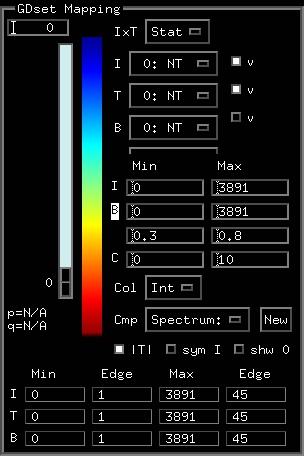 GDset Mapping
0 IxT Stat
I 0: NT v
T 0: NT v
B 0: NT v
Min Max
I 0 3891
B 0 3891
0.3 0.8
C 0 10
0
Col Int
p=N/A
q=N/A
Cmp Spectrum: New
|T| sym I shw 0
Min Edge Max Edge
I 0 1 3891 45
T 0 1 3891 45
B 0 1 3891 45